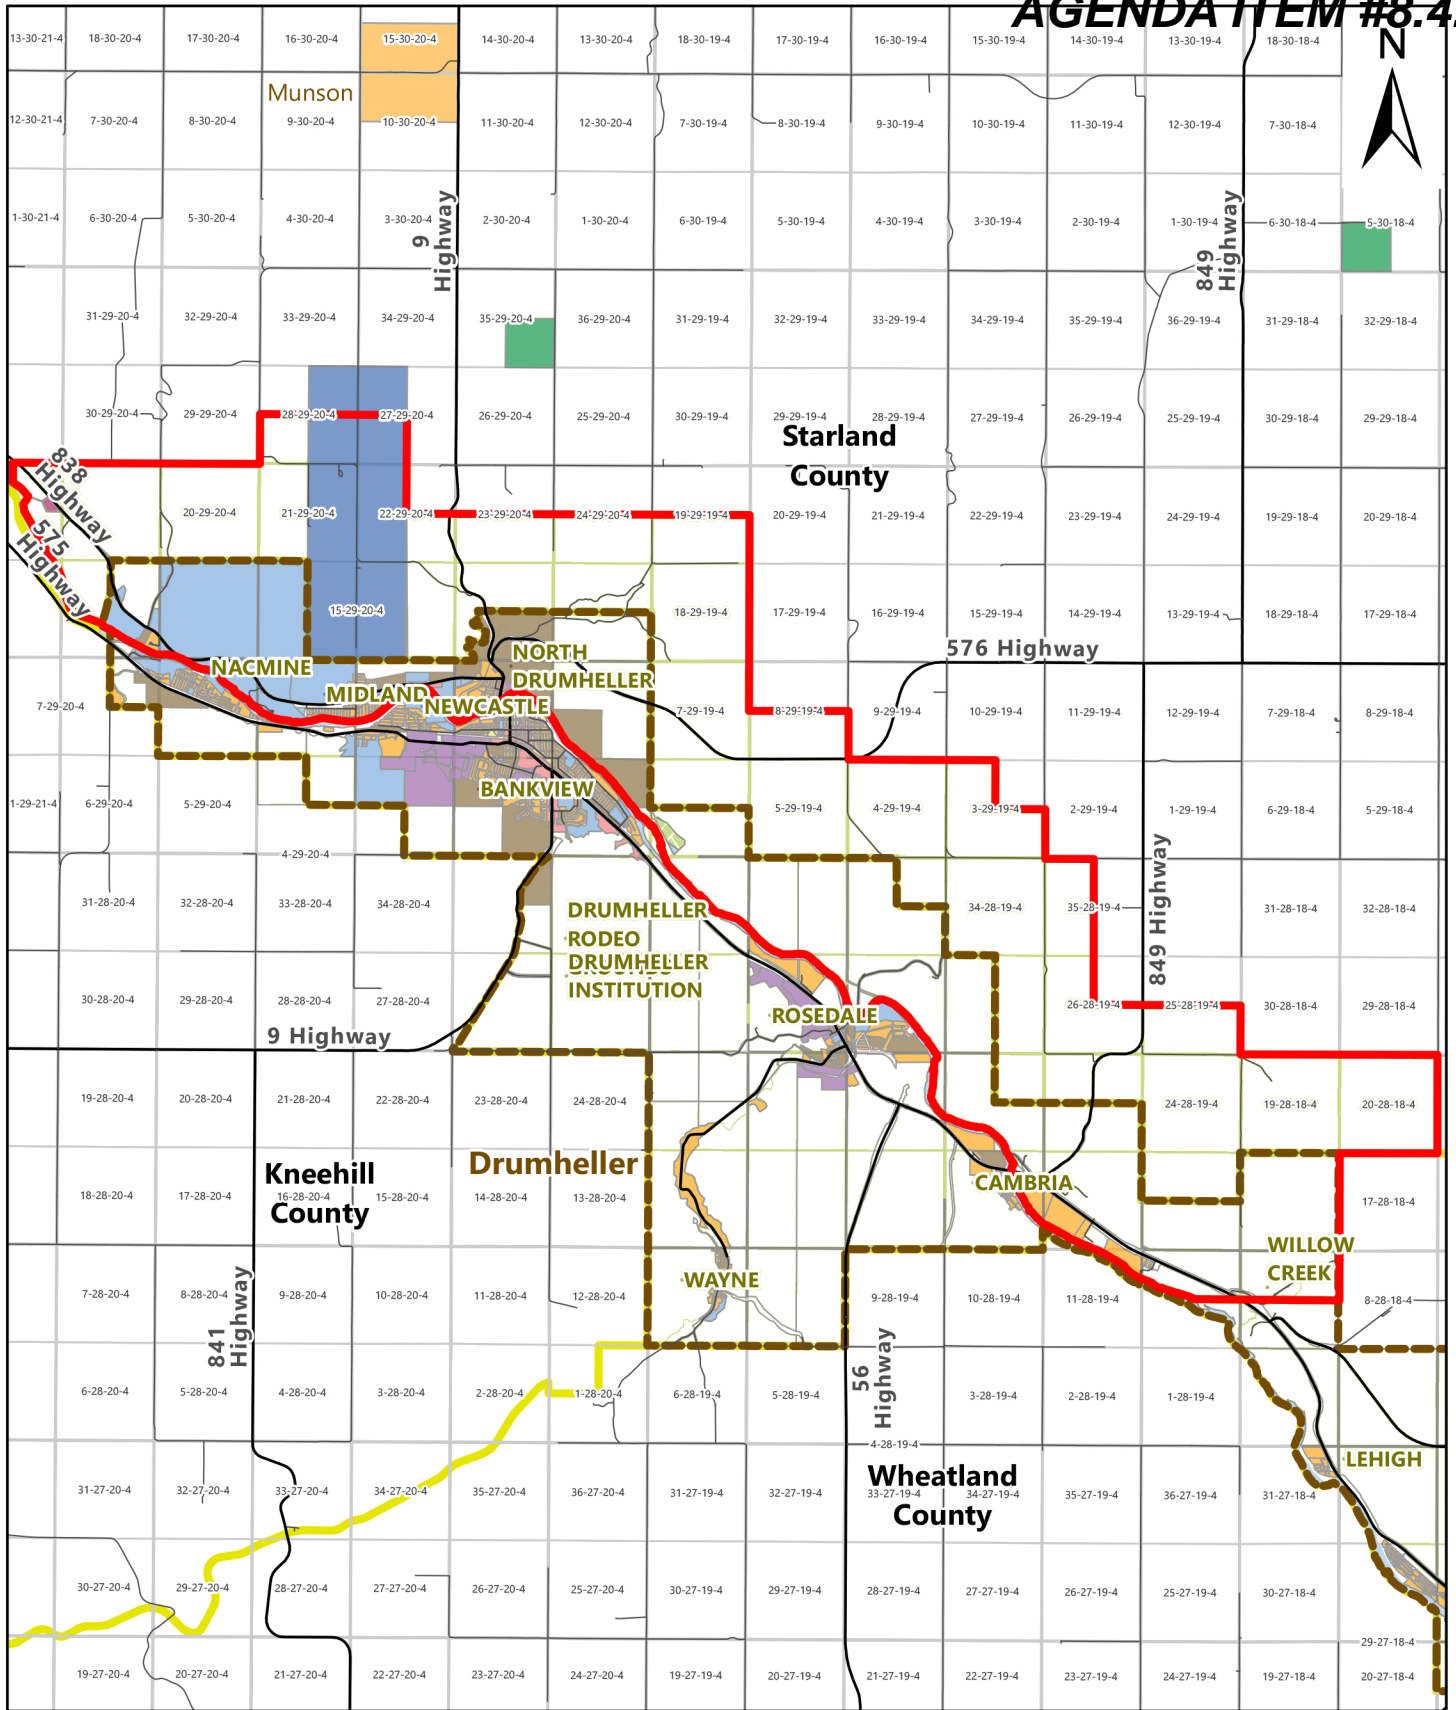 AGENDA ITEM #8.4.
N
13-30-21-4 18-30-20-4 17-30-20-4 16-30-20-4 15-30-20-4 14-30-20-4 13-30-20-4 18-30-19-4 17-30-19-4 16-30-19-4 15-30-19-4 14-30-19-4 13-30-19-4 18-30-18-4
Munson
12-30-21-4 7-30-20-4 8-30-20-4 9-30-20-4 10-30-20-4 11-30-20-4 12-30-20-4 7-30-19-4 8-30-19-4 9-30-19-4 10-30-19-4 11-30-19-4 12-30-19-4 7-30-18-4
1-30-21-4 6-30-20-4 5-30-20-4 4-30-20-4 3-30-20-4 2-30-20-4 1-30-20-4 6-30-19-4 5-30-19-4 4-30-19-4 3-30-19-4 2-30-19-4 1-30-19-4 6-30-18-4 5-30-18-4
9
Highway
849
Highway
31-29-20-4 32-29-20-4 33-29-20-4 34-29-20-4 35-29-20-4 36-29-20-4 31-29-19-4 32-29-19-4 33-29-19-4 34-29-19-4 35-29-19-4 36-29-19-4 31-29-18-4 32-29-18-4
30-29-20-4 29-29-20-4 28-29-20-4 27-29-20-4 26-29-20-4 25-29-20-4 30-29-19-4 29-29-19-4 28-29-19-4 27-29-19-4 26-29-19-4 25-29-19-4 30-29-18-4 29-29-18-4
Starland
County
838
Highway
575
Highway
20-29-20-4 21-29-20-4 22-29-20-4 23-29-20-4 24-29-20-4 19-29-19-4 20-29-19-4 21-29-19-4 22-29-19-4 23-29-19-4 24-29-19-4 19-29-18-4 20-29-18-4
15-29-20-4 18-29-19-4 17-29-19-4 16-29-19-4 15-29-19-4 14-29-19-4 13-29-19-4 18-29-18-4 17-29-18-4
576 Highway
NACMINE
MIDLAND
NEWCASTLE
NORTH
DRUMHELLER
7-29-20-4 7-29-19-4 8-29-19-4 9-29-19-4 10-29-19-4 11-29-19-4 12-29-19-4 7-29-18-4 8-29-18-4
BANKVIEW
1-29-21-4 6-29-20-4 5-29-20-4 5-29-19-4 4-29-19-4 3-29-19-4 2-29-19-4 1-29-19-4 6-29-18-4 5-29-18-4
4-29-20-4
849 Highway
31-28-20-4 32-28-20-4 33-28-20-4 34-28-20-4 34-28-19-4 35-28-19-4 31-28-18-4 32-28-18-4
DRUMHELLER
RODEO
DRUMHELLER
INSTITUTION
30-28-20-4 29-28-20-4 28-28-20-4 27-28-20-4 26-28-19-4 25-28-19-4 30-28-18-4 29-28-18-4
ROSEDALE
9 Highway
19-28-20-4 20-28-20-4 21-28-20-4 22-28-20-4 23-28-20-4 24-28-20-4 24-28-19-4 19-28-18-4 20-28-18-4
Drumheller
Kneehill
County
CAMBRIA
18-28-20-4 17-28-20-4 16-28-20-4 15-28-20-4 14-28-20-4 13-28-20-4 17-28-18-4
WILLOW
CREEK
WAYNE
7-28-20-4 8-28-20-4 9-28-20-4 10-28-20-4 11-28-20-4 12-28-20-4 9-28-19-4 10-28-19-4 11-28-19-4 8-28-18-4
841
Highway
56
Highway
6-28-20-4 5-28-20-4 4-28-20-4 3-28-20-4 2-28-20-4 1-28-20-4 6-28-19-4 5-28-19-4 3-28-19-4 2-28-19-4 1-28-19-4
4-28-19-4
LEHIGH
Wheatland
County
31-27-20-4 32-27-20-4 33-27-20-4 34-27-20-4 35-27-20-4 36-27-20-4 31-27-19-4 32-27-19-4 33-27-19-4 34-27-19-4 35-27-19-4 36-27-19-4 31-27-18-4
30-27-20-4 29-27-20-4 28-27-20-4 27-27-20-4 26-27-20-4 25-27-20-4 30-27-19-4 29-27-19-4 28-27-19-4 27-27-19-4 26-27-19-4 25-27-19-4 30-27-18-4
29-27-18-4
19-27-20-4 20-27-20-4 21-27-20-4 22-27-20-4 23-27-20-4 24-27-20-4 19-27-19-4 20-27-19-4 21-27-19-4 22-27-19-4 23-27-19-4 24-27-19-4 19-27-18-4 20-27-18-4